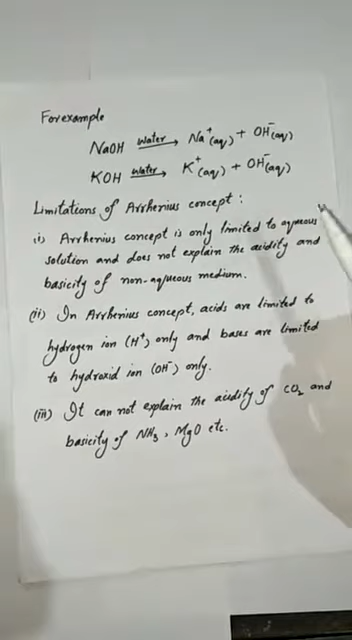 For example
NaOH water → Na⁺(aq) + OH⁻(aq)
KOH water → K⁺(aq) + OH⁻(aq)
Limitations of Arrhenius concept :
(i) Arrhenius concept is only limited to aqueous
solution and does not explain the acidity and
basicity of non-aqueous medium.
(ii) In Arrhenius concept, acids are limited to
hydrogen ion (H⁺) only and bases are limited
to hydroxid ion (OH⁻) only.
(iii) It can not explain the acidity of CO₂ and
basicity of NH₃, MgO etc.